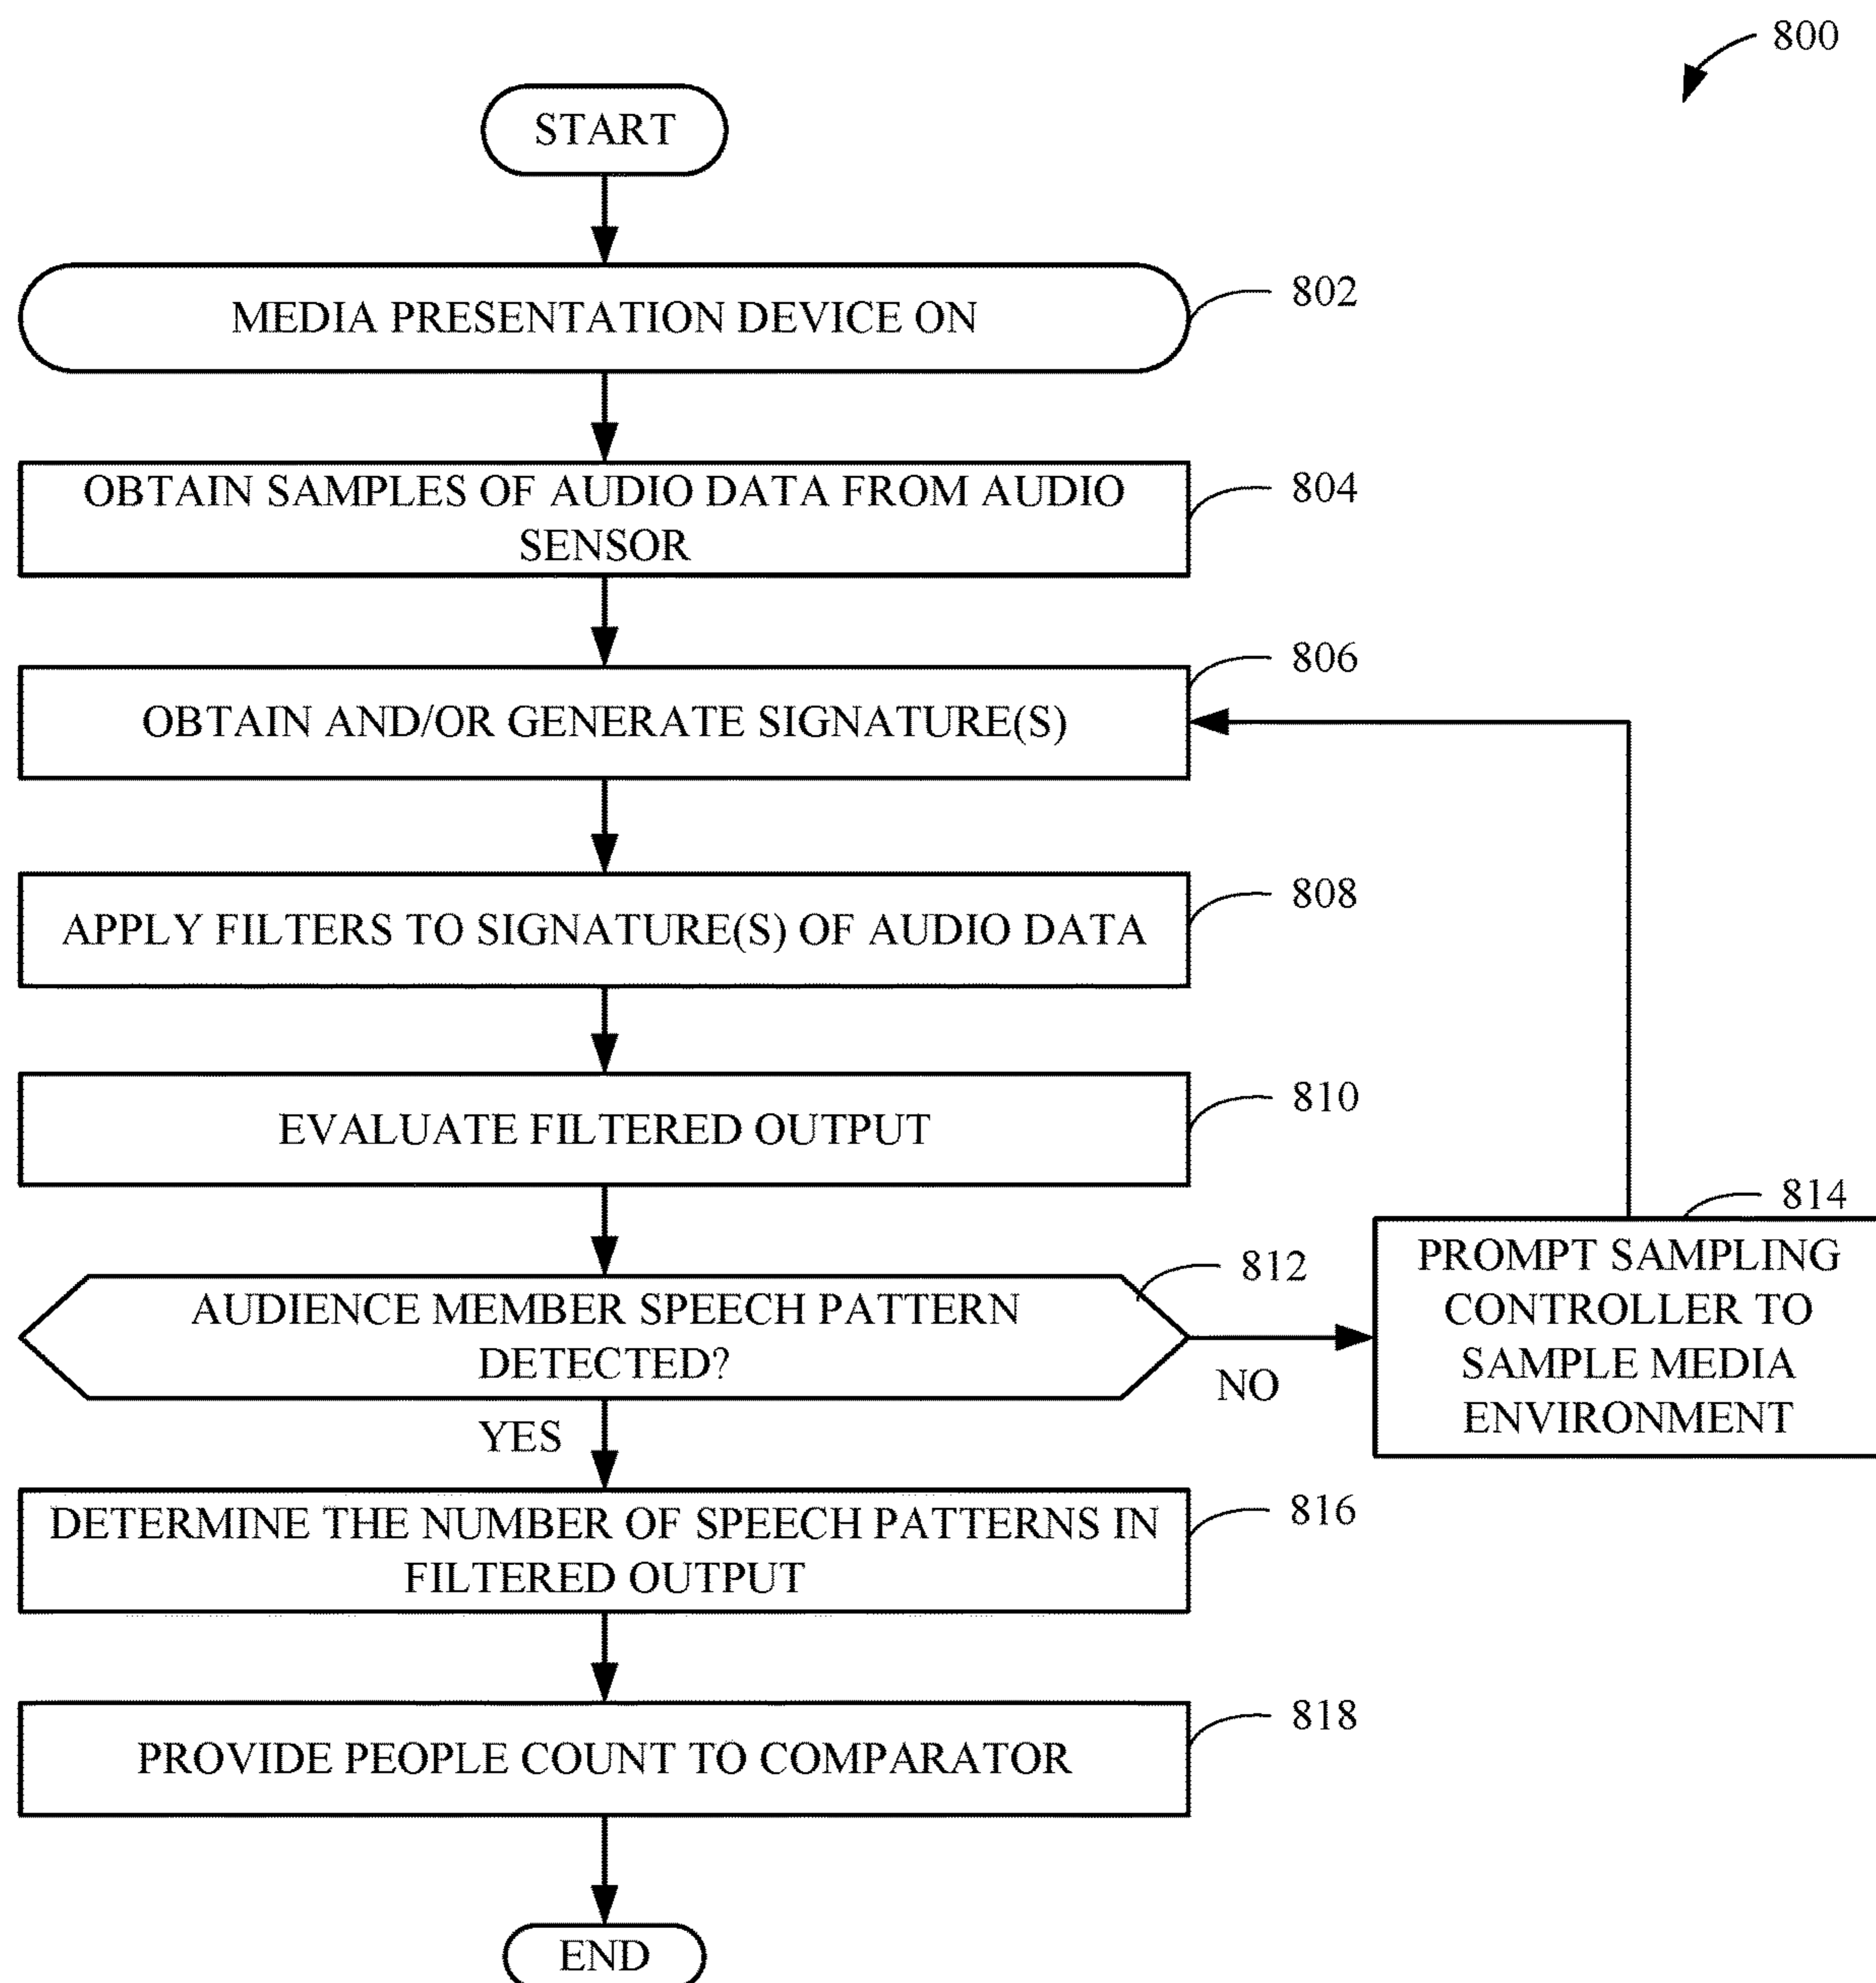 800
START
MEDIA PRESENTATION DEVICE ON
802
OBTAIN SAMPLES OF AUDIO DATA FROM AUDIO
SENSOR
804
OBTAIN AND/OR GENERATE SIGNATURE(S)
806
APPLY FILTERS TO SIGNATURE(S) OF AUDIO DATA
808
EVALUATE FILTERED OUTPUT
810
AUDIENCE MEMBER SPEECH PATTERN
DETECTED?
812
NO
814
PROMPT SAMPLING
CONTROLLER TO
SAMPLE MEDIA
ENVIRONMENT
YES
DETERMINE THE NUMBER OF SPEECH PATTERNS IN
FILTERED OUTPUT
816
PROVIDE PEOPLE COUNT TO COMPARATOR
818
END